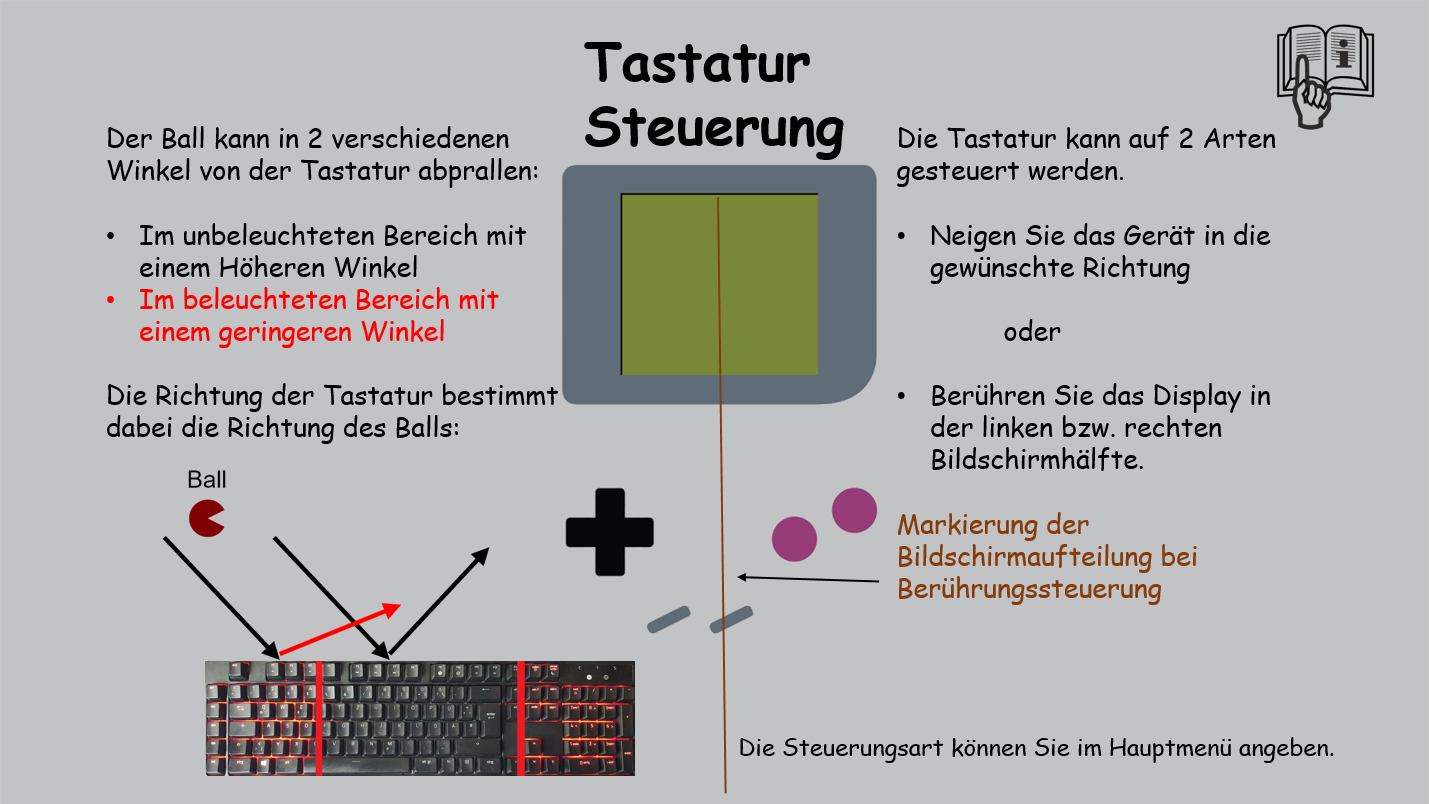 Tastatur
Steuerung
Der Ball kann in 2 verschiedenen
Winkel von der Tastatur abprallen:
• Im unbeleuchteten Bereich mit
einem Höheren Winkel
• Im beleuchteten Bereich mit
einem geringeren Winkel
Die Richtung der Tastatur bestimmt
dabei die Richtung des Balls:
Ball
Die Tastatur kann auf 2 Arten
gesteuert werden.
• Neigen Sie das Gerät in die
gewünschte Richtung
oder
• Berühren Sie das Display in
der linken bzw. rechten
Bildschirmhälfte.
Markierung der
Bildschirmaufteilung bei
Berührungssteuerung
Die Steuerungsart können Sie im Hauptmenü angeben.